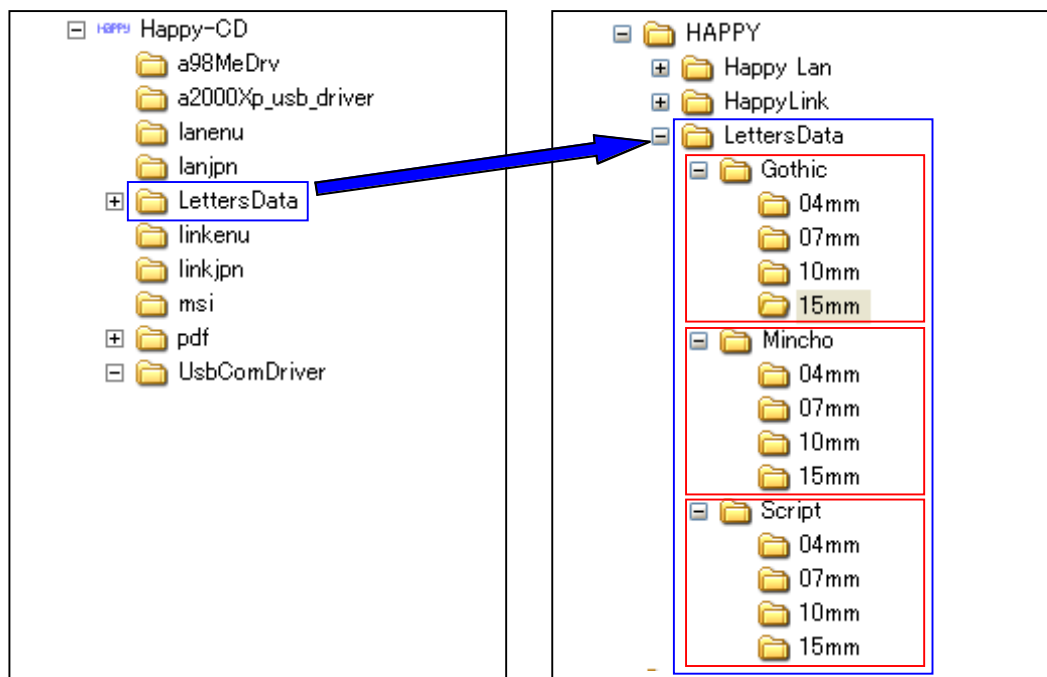 HAPPY Happy-CD
a98MeDrv
a2000Xp_usb_driver
lanenu
lanjpn
LettersData
linkenu
linkjpn
msi
pdf
UsbComDriver
HAPPY
Happy Lan
HappyLink
LettersData
Gothic
04mm
07mm
10mm
15mm
Mincho
04mm
07mm
10mm
15mm
Script
04mm
07mm
10mm
15mm